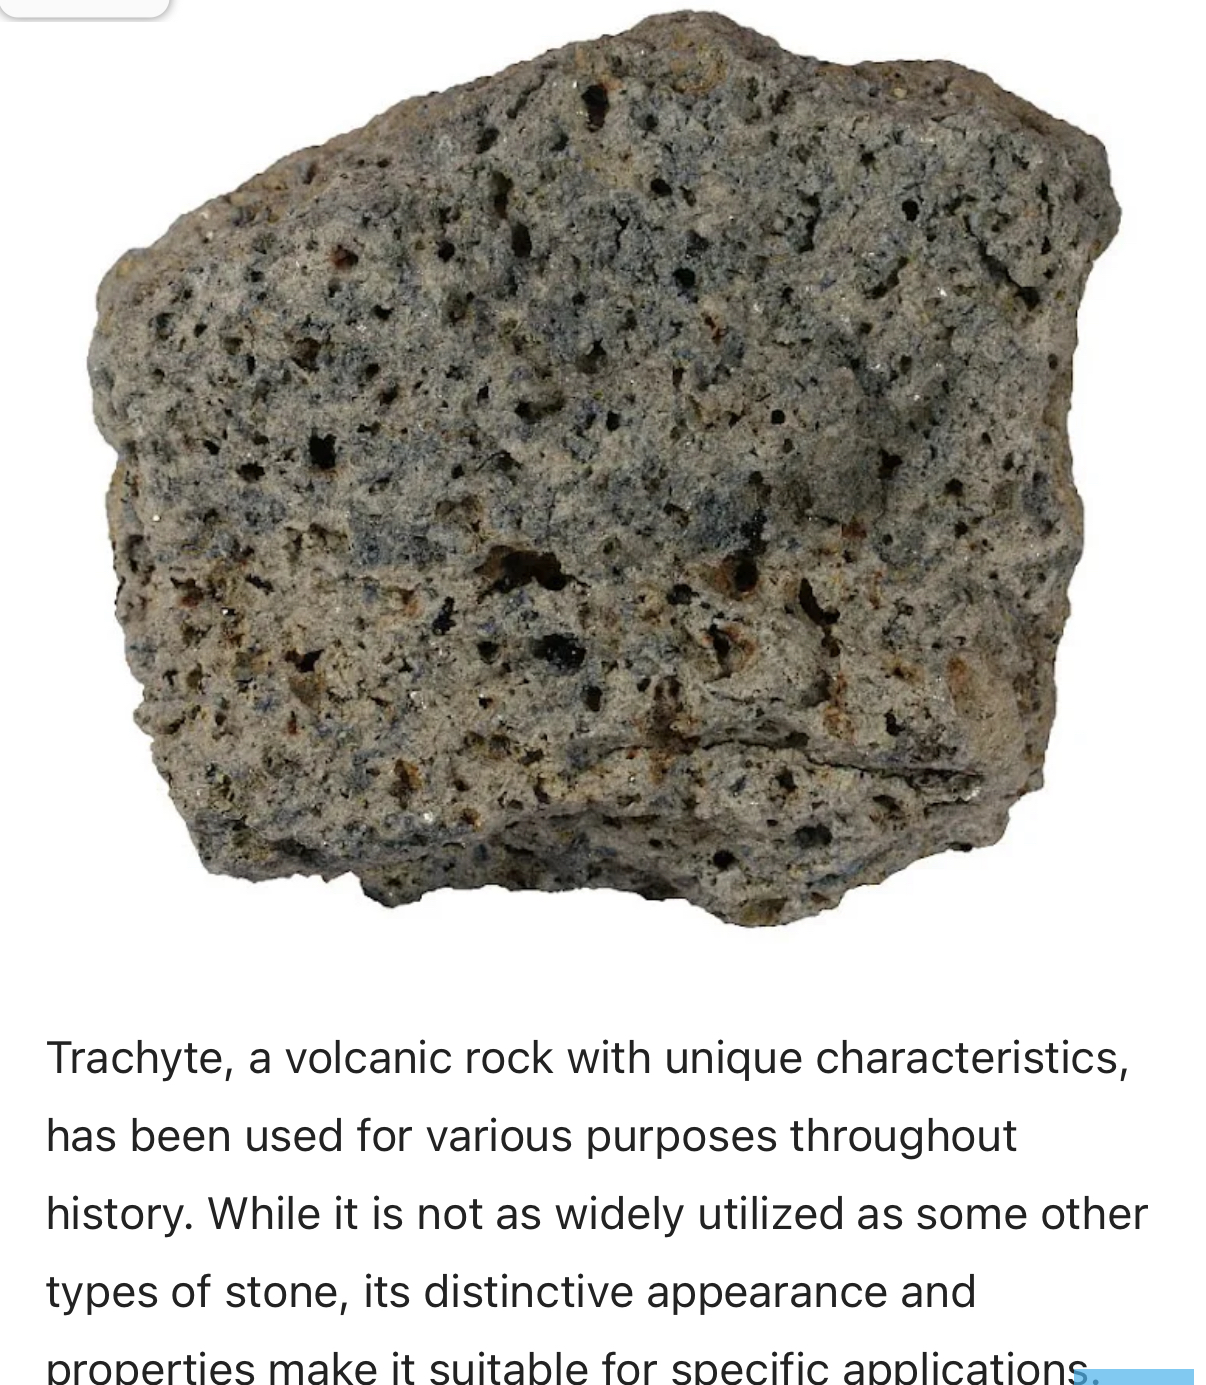 Trachyte, a volcanic rock with unique characteristics,
has been used for various purposes throughout
history. While it is not as widely utilized as some other
types of stone, its distinctive appearance and
properties make it suitable for specific applications.